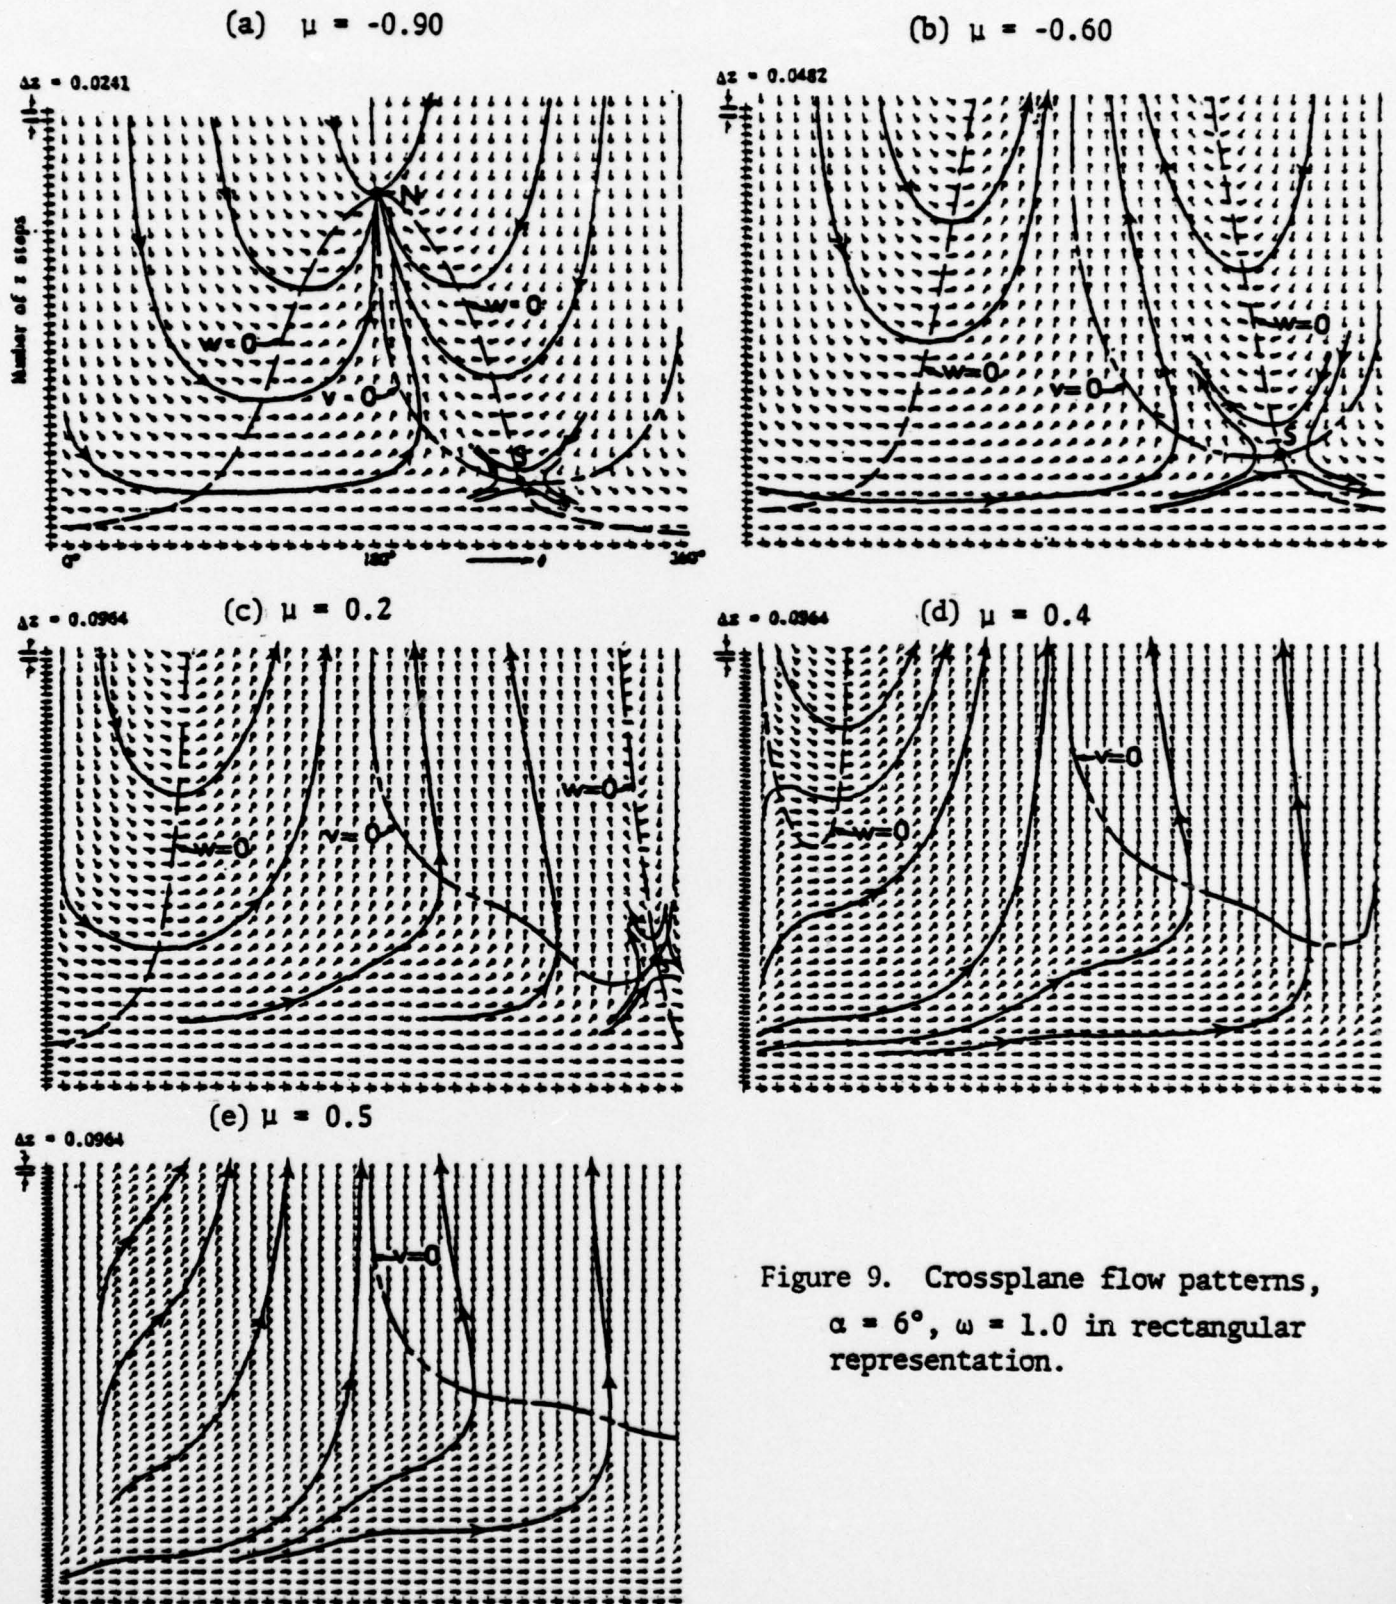 (a) μ = -0.90
(b) μ = -0.60
Δz = 0.0241
Δz = 0.0482
Number of z steps
N
w=0
w=0
v=0
S
0°
180°
360°
w=0
w=0
v=0
S
(c) μ = 0.2
(d) μ = 0.4
Δz = 0.0964
Δz = 0.0964
w=0
w=0
v=0
v=0
w=0
(e) μ = 0.5
Δz = 0.0964
v=0
Figure 9. Crossplane flow patterns,
α = 6°, ω = 1.0 in rectangular
representation.